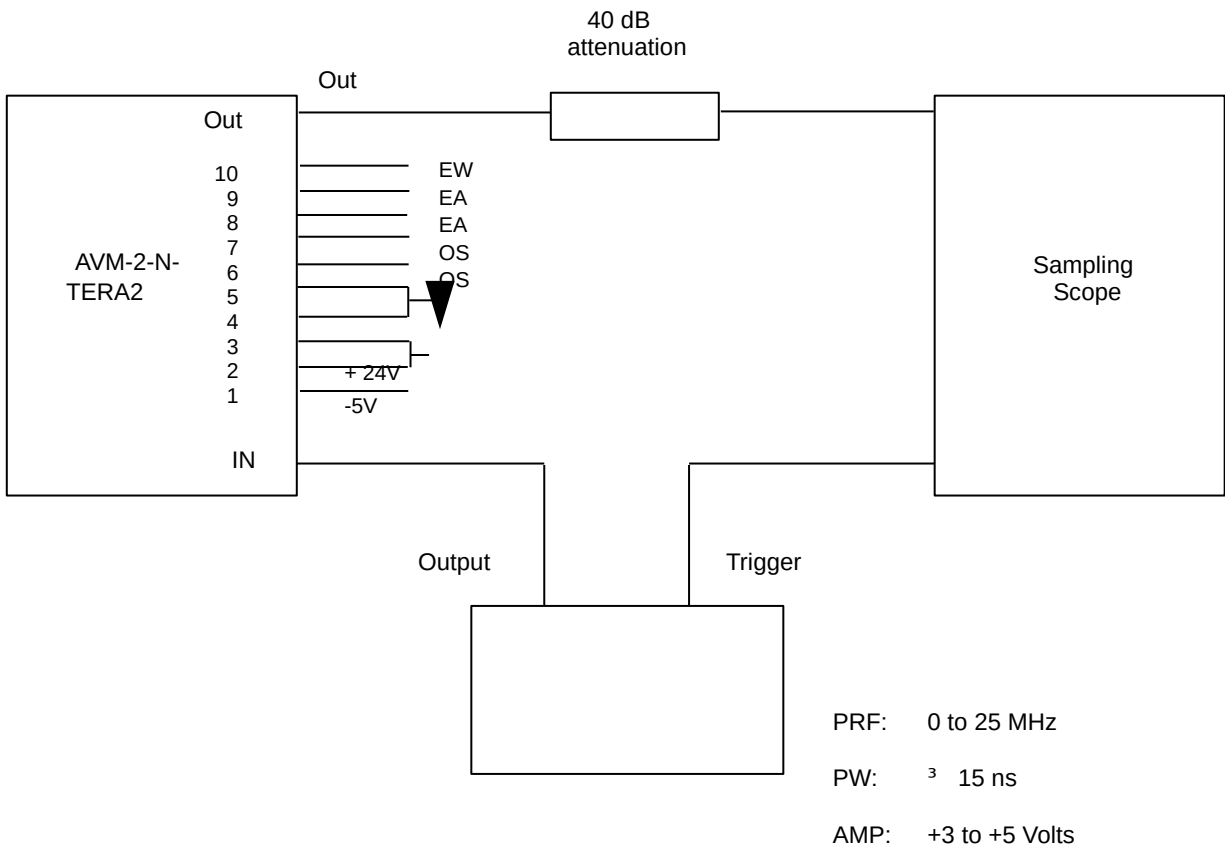 40 dB
attenuation
Out
Out
10
9
8
7
6
5
4
3
2
1
EW
EA
EA
OS
OS
+ 24V
-5V
AVM-2-N-
TERA2
IN
Sampling
Scope
Output
Trigger
PRF: 0 to 25 MHz
PW: ³ 15 ns
AMP: +3 to +5 Volts